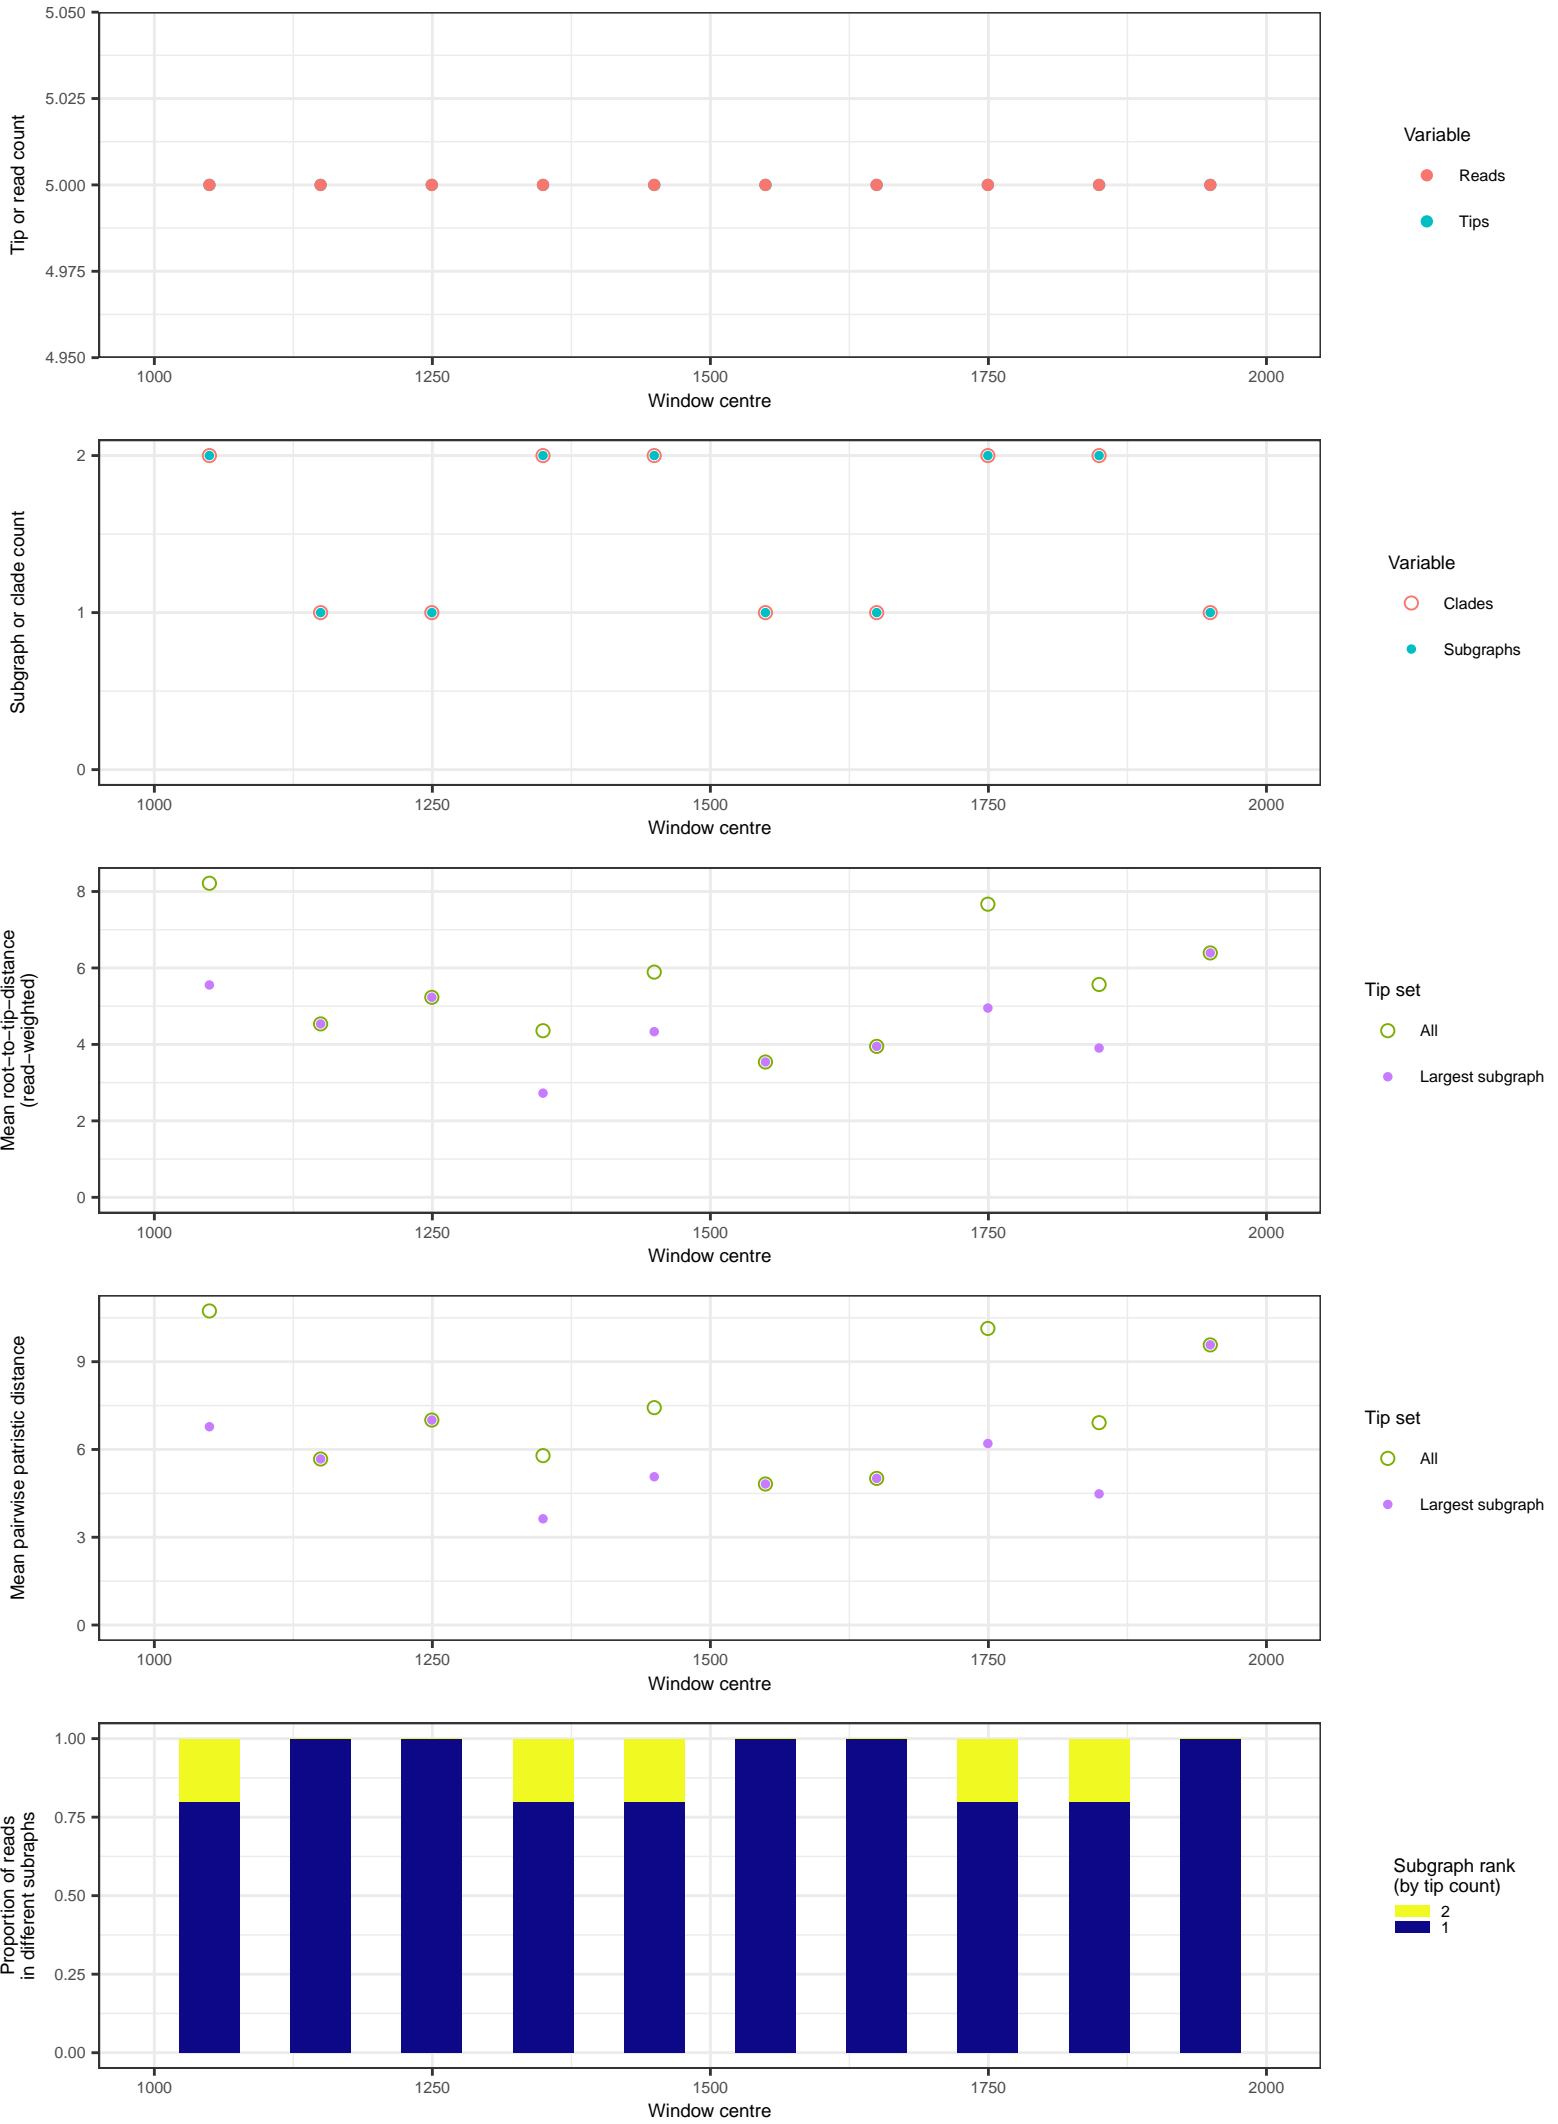 5.050
5.025
5.000
4.975
4.950
Tip or read count
1000 1250 1500 1750 2000
Window centre
Variable
Reads
Tips
2
1
0
Subgraph or clade count
1000 1250 1500 1750 2000
Window centre
Variable
Clades
Subgraphs
8
6
4
2
0
Mean root−to−tip−distance
(read−weighted)
1000 1250 1500 1750 2000
Window centre
Tip set
All
Largest subgraph
9
6
3
0
Mean pairwise patristic distance
1000 1250 1500 1750 2000
Window centre
Tip set
All
Largest subgraph
1.00
0.75
0.50
0.25
0.00
Proportion of reads
in different subraphs
1000 1250 1500 1750 2000
Window centre
Subgraph rank
(by tip count)
2
1